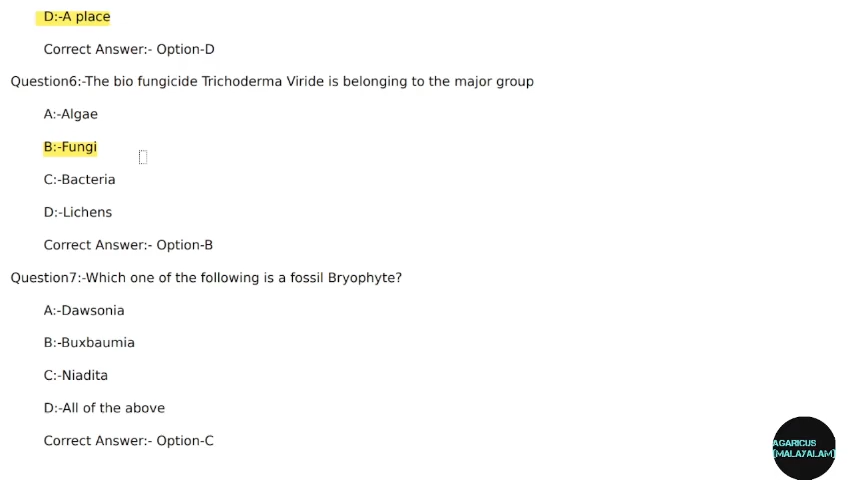 D:-A place
Correct Answer:- Option-D
Question6:-The bio fungicide Trichoderma Viride is belonging to the major group
A:-Algae
B:-Fungi
C:-Bacteria
D:-Lichens
Correct Answer:- Option-B
Question7:-Which one of the following is a fossil Bryophyte?
A:-Dawsonia
B:-Buxbaumia
C:-Niadita
D:-All of the above
Correct Answer:- Option-C
AGARICUS
(MALAYALAM)